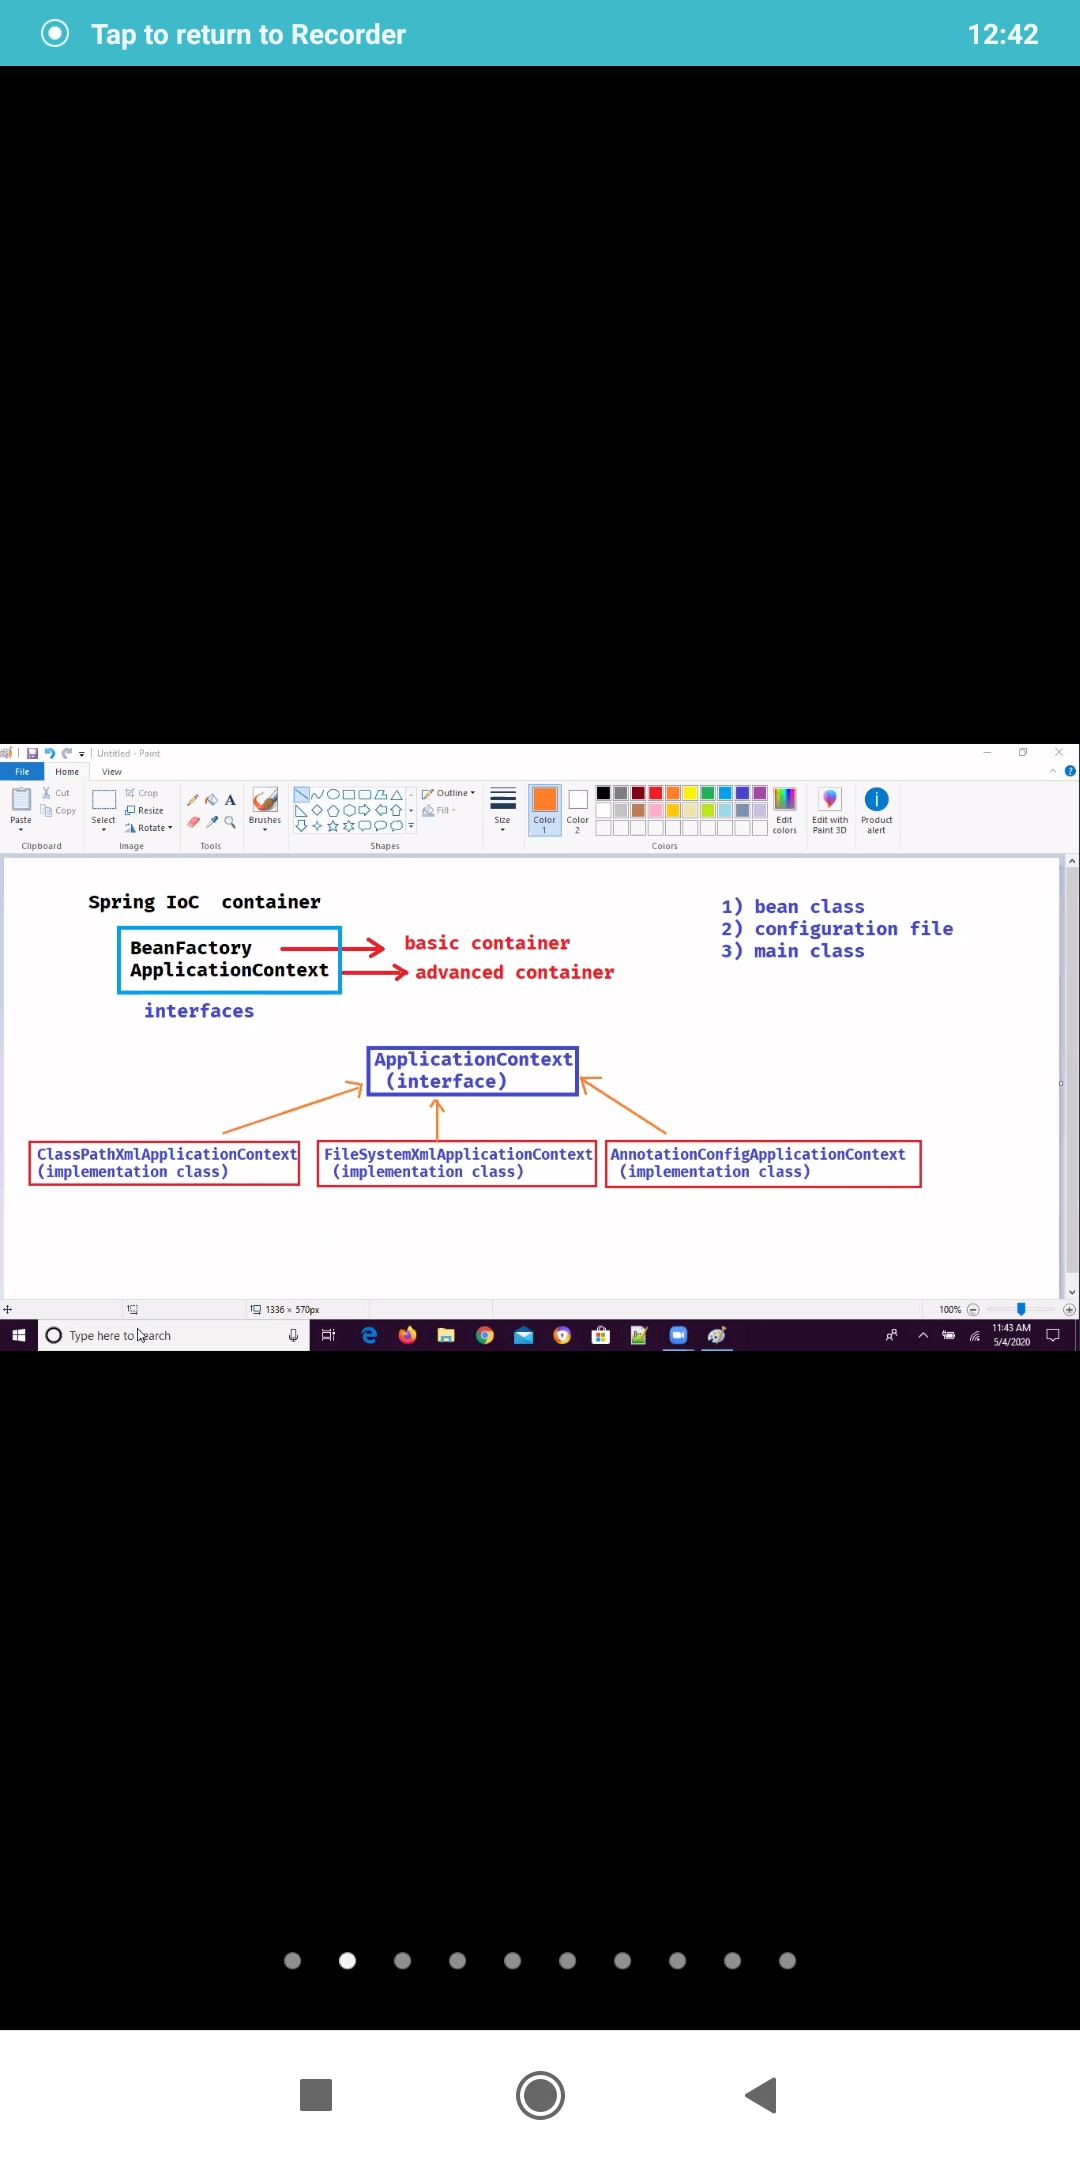 Tap to return to Recorder
12:42
Untitled - Paint
File Home View
Cut
Copy
Paste
Clipboard
Select
Crop
Resize
Rotate
Image
Tools
A
Brushes
Shapes
Outline
Fill
Size
Color 1
Color 2
Colors
Edit colors
Edit with Paint 3D
Product alert
Spring IoC container
BeanFactory
ApplicationContext
basic container
advanced container
interfaces
1) bean class
2) configuration file
3) main class
ApplicationContext
(interface)
ClassPathXmlApplicationContext
(implementation class)
FileSystemXmlApplicationContext
(implementation class)
AnnotationConfigApplicationContext
(implementation class)
1336 × 570px
100%
Type here to search
11:43 AM
5/4/2020